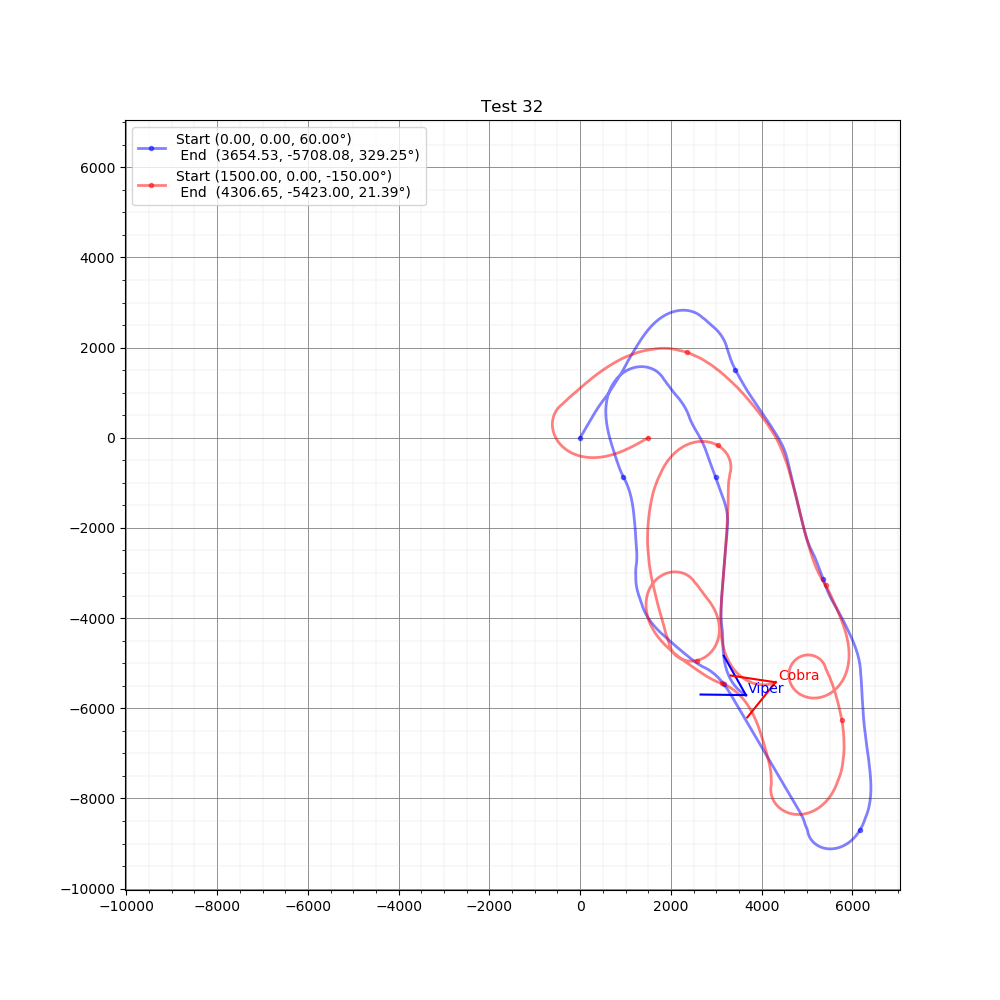 Test 32
Start (0.00, 0.00, 60.00°)
End (3654.53, -5708.08, 329.25°)
Start (1500.00, 0.00, -150.00°)
End (4306.65, -5423.00, 21.39°)
6000
4000
2000
0
−2000
−4000
−6000
−8000
−10000
Cobra
Viper
−10000 −8000 −6000 −4000 −2000 0 2000 4000 6000